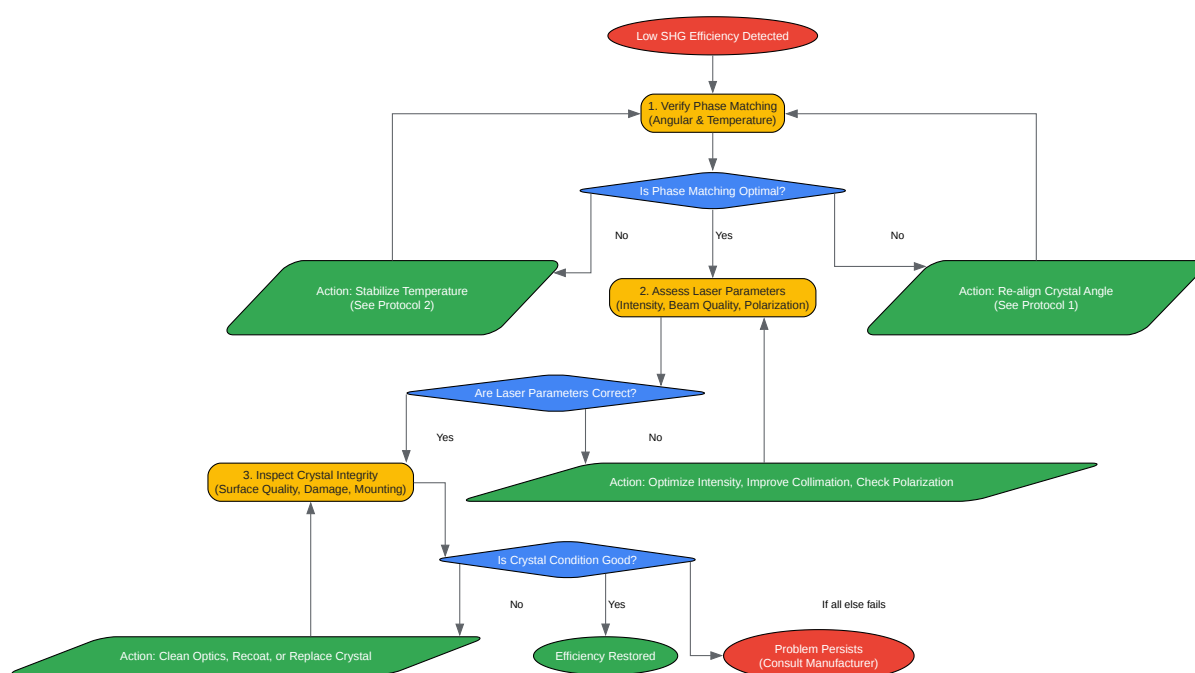 Low SHG Efficiency Detected
1. Verify Phase Matching
(Angular & Temperature)
Is Phase Matching Optimal?
No
Yes
No
Action: Stabilize Temperature
(See Protocol 2)
2. Assess Laser Parameters
(Intensity, Beam Quality, Polarization)
Action: Re-align Crystal Angle
(See Protocol 1)
Are Laser Parameters Correct?
Yes
No
3. Inspect Crystal Integrity
(Surface Quality, Damage, Mounting)
Action: Optimize Intensity, Improve Collimation, Check Polarization
Is Crystal Condition Good?
No
Yes
If all else fails
Action: Clean Optics, Recoat, or Replace Crystal
Efficiency Restored
Problem Persists
(Consult Manufacturer)